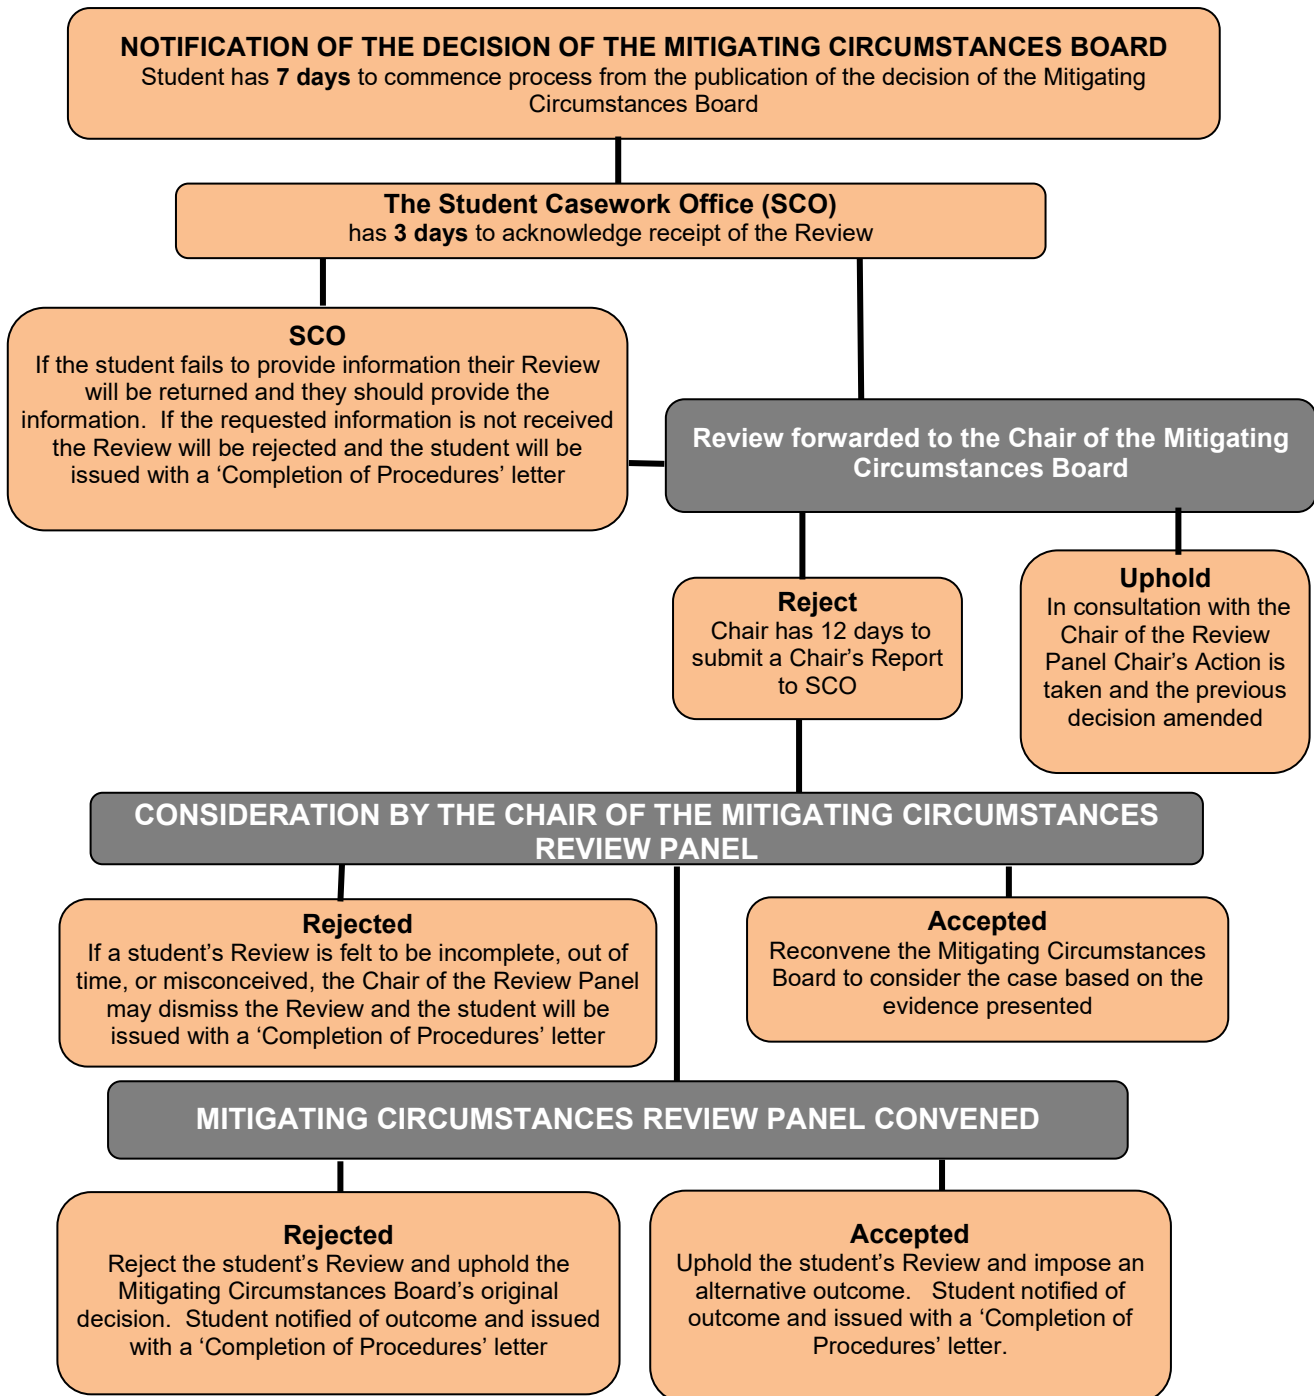 NOTIFICATION OF THE DECISION OF THE MITIGATING CIRCUMSTANCES BOARD
Student has 7 days to commence process from the publication of the decision of the Mitigating
Circumstances Board
The Student Casework Office (SCO)
has 3 days to acknowledge receipt of the Review
SCO
If the student fails to provide information their Review
will be returned and they should provide the
information.  If the requested information is not received
the Review will be rejected and the student will be
issued with a ‘Completion of Procedures’ letter
Review forwarded to the Chair of the Mitigating
Circumstances Board
Reject
Chair has 12 days to
submit a Chair’s Report
to SCO
Uphold
In consultation with the
Chair of the Review
Panel Chair’s Action is
taken and the previous
decision amended
CONSIDERATION BY THE CHAIR OF THE MITIGATING CIRCUMSTANCES
REVIEW PANEL
Rejected
If a student’s Review is felt to be incomplete, out of
time, or misconceived, the Chair of the Review Panel
may dismiss the Review and the student will be
issued with a ‘Completion of Procedures’ letter
Accepted
Reconvene the Mitigating Circumstances
Board to consider the case based on the
evidence presented
MITIGATING CIRCUMSTANCES REVIEW PANEL CONVENED
Rejected
Reject the student’s Review and uphold the
Mitigating Circumstances Board’s original
decision.  Student notified of outcome and issued
with a ‘Completion of Procedures’ letter
Accepted
Uphold the student’s Review and impose an
alternative outcome.   Student notified of
outcome and issued with a ‘Completion of
Procedures’ letter.